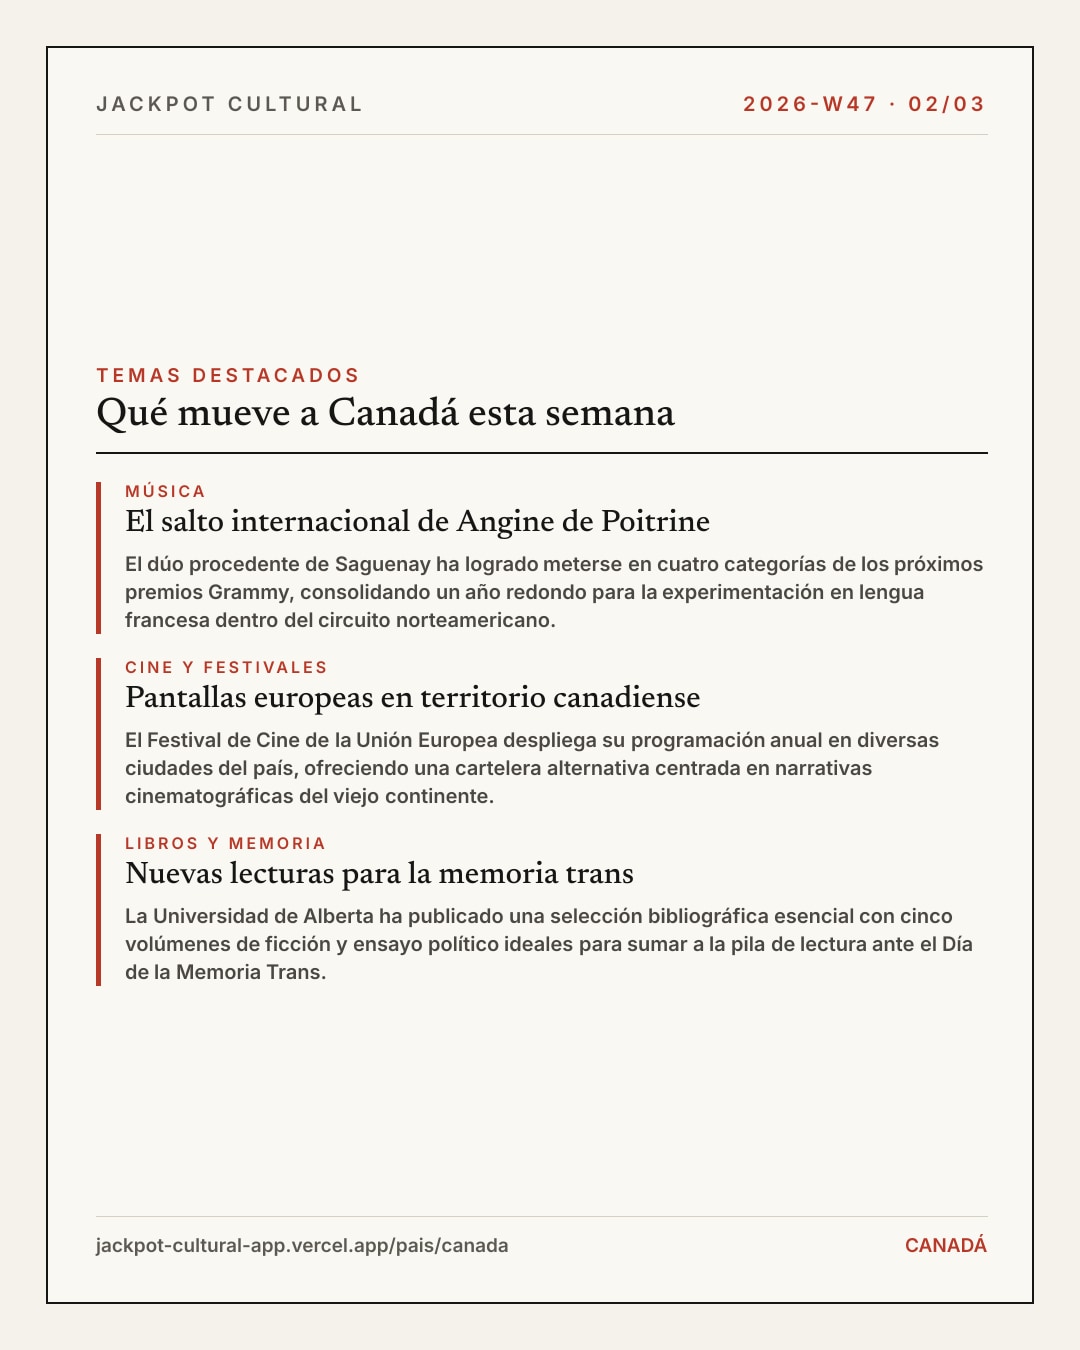 JACKPOT CULTURAL
2026-W47 · 02/03
TEMAS DESTACADOS
Qué mueve a Canadá esta semana
MÚSICA
El salto internacional de Angine de Poitrine
El dúo procedente de Saguenay ha logrado meterse en cuatro categorías de los próximos
premios Grammy, consolidando un año redondo para la experimentación en lengua
francesa dentro del circuito norteamericano.
CINE Y FESTIVALES
Pantallas europeas en territorio canadiense
El Festival de Cine de la Unión Europea despliega su programación anual en diversas
ciudades del país, ofreciendo una cartelera alternativa centrada en narrativas
cinematográficas del viejo continente.
LIBROS Y MEMORIA
Nuevas lecturas para la memoria trans
La Universidad de Alberta ha publicado una selección bibliográfica esencial con cinco
volúmenes de ficción y ensayo político ideales para sumar a la pila de lectura ante el Día
de la Memoria Trans.
jackpot-cultural-app.vercel.app/pais/canada
CANADÁ